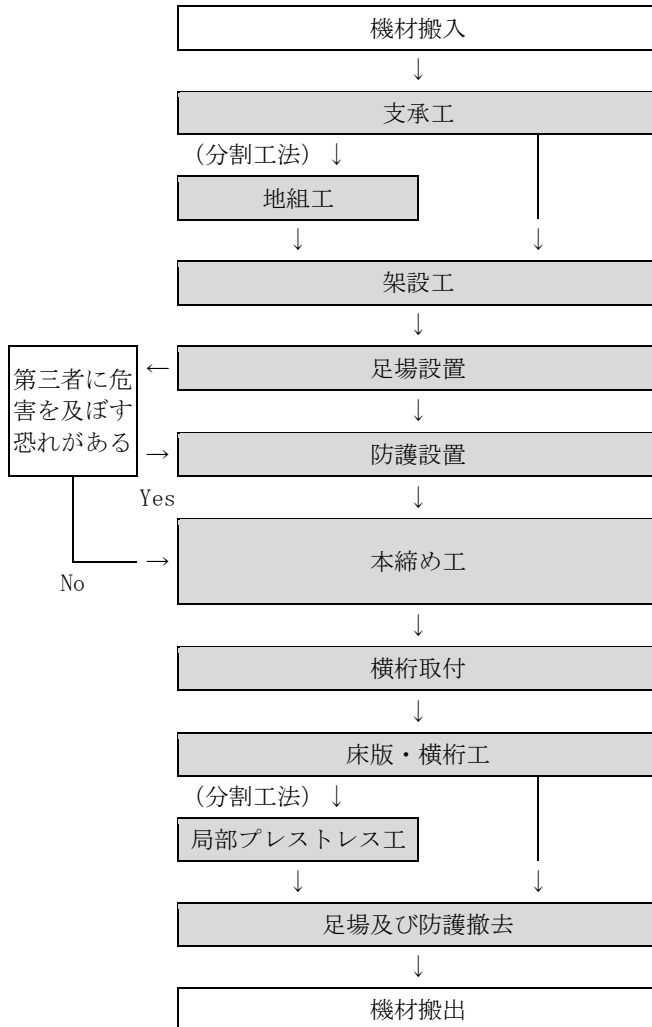 機材搬入
↓
支承工
(分割工法) ↓
地組工
↓ ↓
架設工
↓
第三者に危
害を及ぼす
恐れがある
← 足場設置
↓
→ 防護設置
Yes ↓
→ 本締め工
No
↓
横桁取付
↓
床版・横桁工
(分割工法) ↓
局部プレストレス工
↓ ↓
足場及び防護撤去
↓
機材搬出